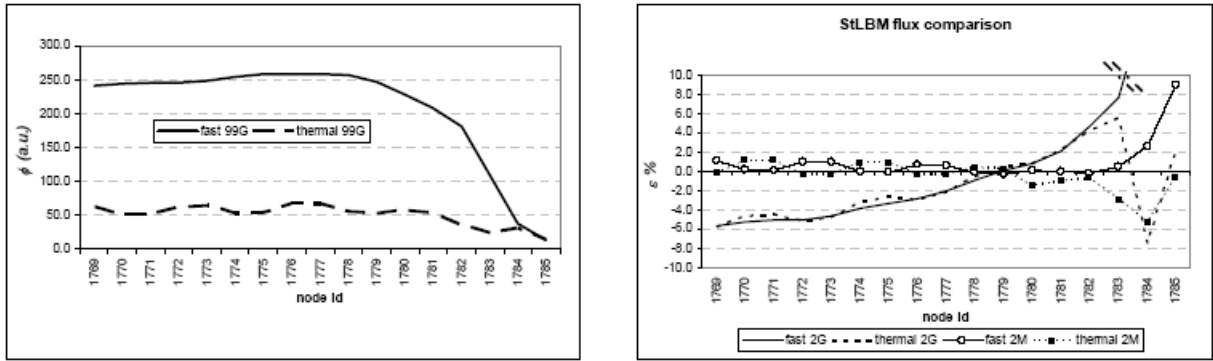 300.0
250.0
200.0
150.0
100.0
50.0
0.0
ϕ (a.u.)
fast 99G thermal 99G
1769 1770 1771 1772 1773 1774 1775 1776 1777 1778 1779 1780 1781 1782 1783 1784 1785
node id
StLBM flux comparison
10.0
8.0
6.0
4.0
2.0
0.0
-2.0
-4.0
-6.0
-8.0
-10.0
ε %
1769 1770 1771 1772 1773 1774 1775 1776 1777 1778 1779 1780 1781 1782 1783 1784 1785
node id
fast 2G thermal 2G fast 2M thermal 2M